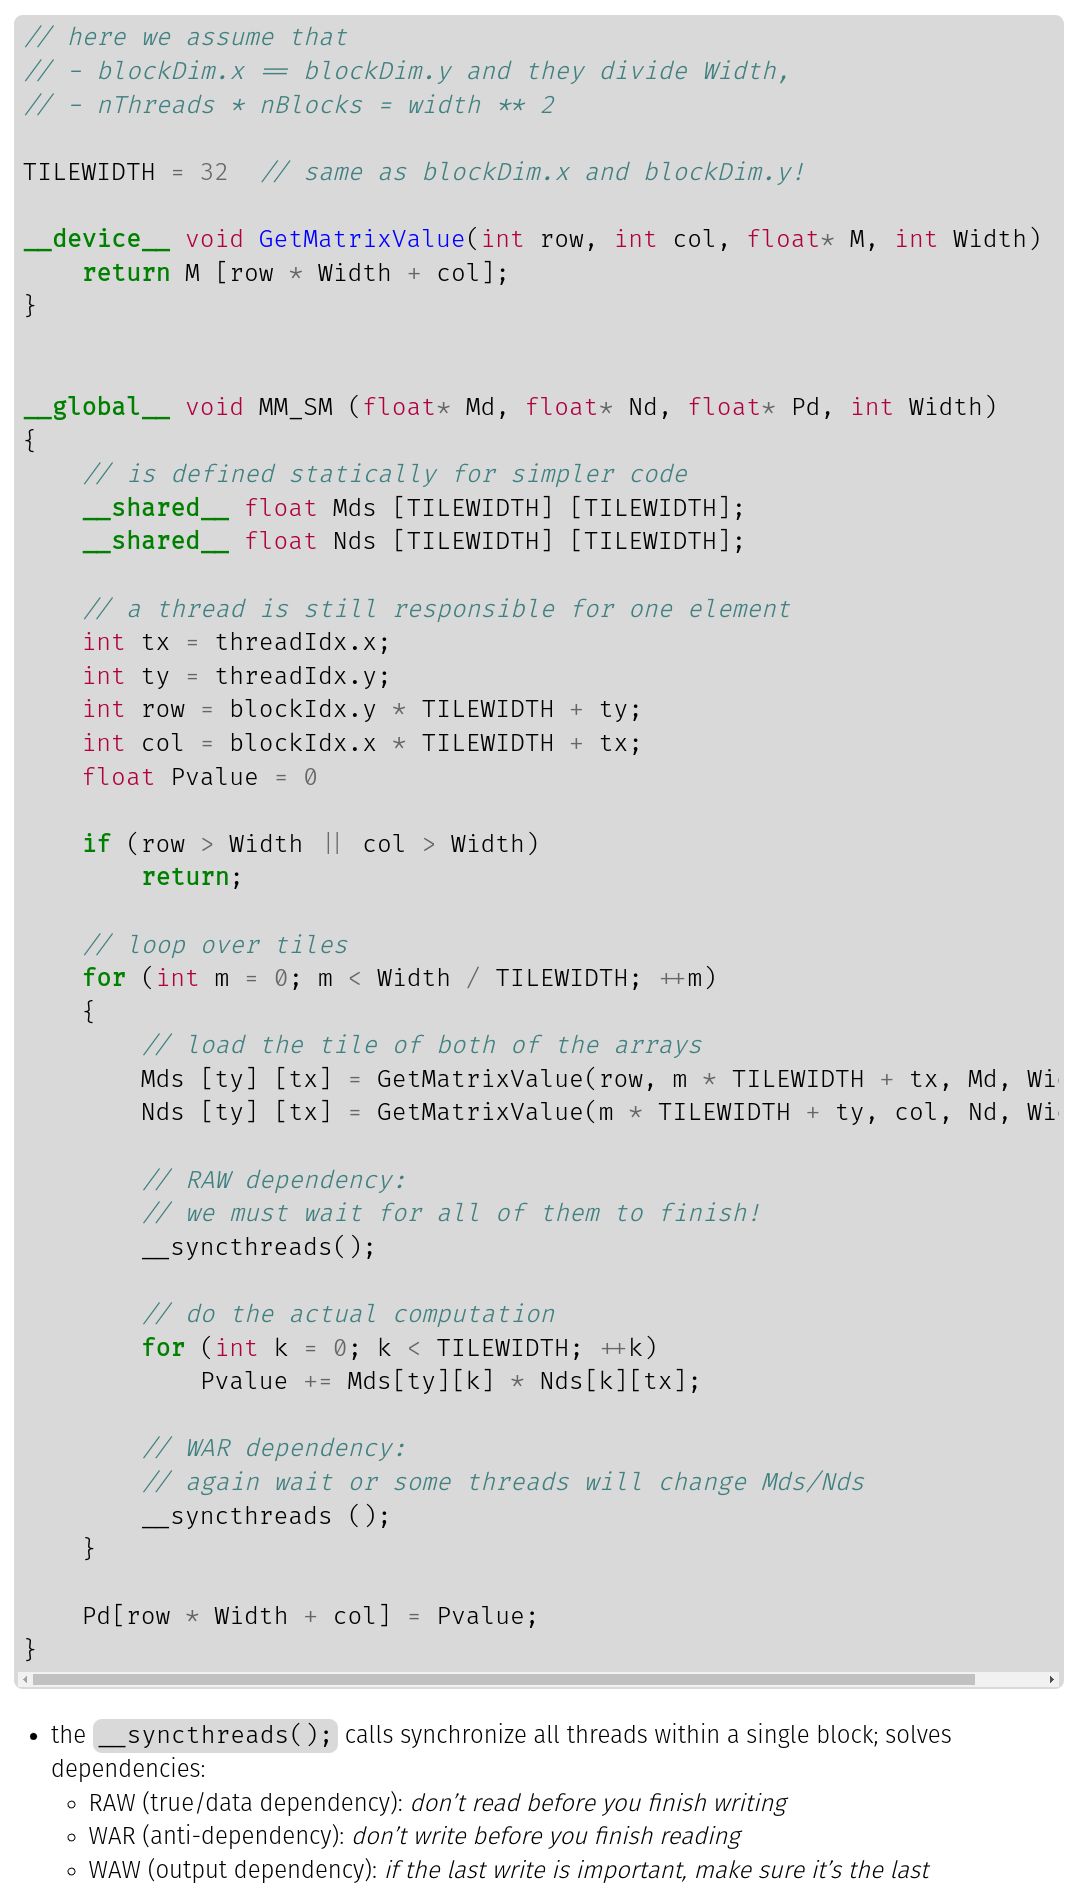 // here we assume that
// - blockDim.x == blockDim.y and they divide Width,
// - nThreads * nBlocks = width ** 2
TILEWIDTH = 32  // same as blockDim.x and blockDim.y!
__device__ void GetMatrixValue(int row, int col, float* M, int Width)
    return M [row * Width + col];
}
__global__ void MM_SM (float* Md, float* Nd, float* Pd, int Width)
{
    // is defined statically for simpler code
    __shared__ float Mds [TILEWIDTH] [TILEWIDTH];
    __shared__ float Nds [TILEWIDTH] [TILEWIDTH];
    // a thread is still responsible for one element
    int tx = threadIdx.x;
    int ty = threadIdx.y;
    int row = blockIdx.y * TILEWIDTH + ty;
    int col = blockIdx.x * TILEWIDTH + tx;
    float Pvalue = 0
    if (row > Width || col > Width)
        return;
    // loop over tiles
    for (int m = 0; m < Width / TILEWIDTH; ++m)
    {
        // load the tile of both of the arrays
        Mds [ty] [tx] = GetMatrixValue(row, m * TILEWIDTH + tx, Md, Wi
        Nds [ty] [tx] = GetMatrixValue(m * TILEWIDTH + ty, col, Nd, Wi
        // RAW dependency:
        // we must wait for all of them to finish!
        __syncthreads();
        // do the actual computation
        for (int k = 0; k < TILEWIDTH; ++k)
            Pvalue += Mds[ty][k] * Nds[k][tx];
        // WAR dependency:
        // again wait or some threads will change Mds/Nds
        __syncthreads ();
    }
    Pd[row * Width + col] = Pvalue;
}
• the __syncthreads(); calls synchronize all threads within a single block; solves
dependencies:
◦ RAW (true/data dependency): don't read before you finish writing
◦ WAR (anti-dependency): don't write before you finish reading
◦ WAW (output dependency): if the last write is important, make sure it's the last